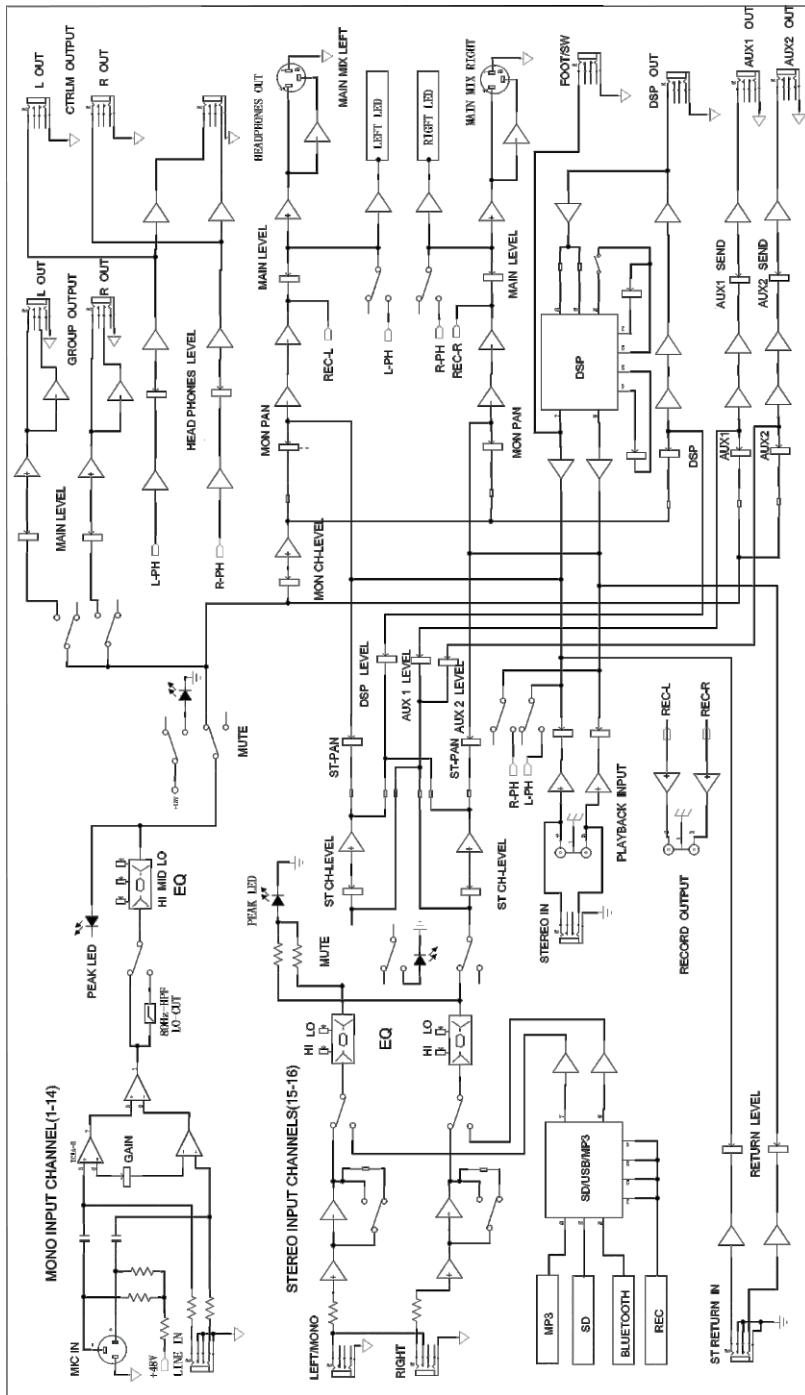 L OUT
CTRLM OUTPUT
R OUT
L OUT
GROUP OUTPUT
R OUT
MAIN LEVEL
HEAD PHONES LEVEL
L-PH
R-PH
HEADPHONES OUT
MAIN MIX LEFT
LEFT LED
RIGHT LED
MAIN MIX RIGHT
MAIN LEVEL
REC-L
L-PH
R-PH
REC-R
MAIN LEVEL
MON PAN
MON PAN
MON CH-LEVEL
FOOT/SW
DSP OUT
AUX1 OUT
AUX2 OUT
DSP
DSP
AUX1 SEND
AUX2 SEND
AUX1
AUX2
MUTE
PEAK LED
HI MID LO
EQ
80Hz-HPF
LO-CUT
MONO INPUT CHANNEL(1-14)
GAIN
MIC IN
+48V
LINE IN
DSP LEVEL
AUX 1 LEVEL
AUX 2 LEVEL
ST-PAN
ST-PAN
ST CH-LEVEL
ST CH-LEVEL
PEAK LED
MUTE
HI LO
EQ
HI LO
STEREO INPUT CHANNELS(15-16)
LEFT/MONO
RIGHT
R-PH
L-PH
PLAYBACK INPUT
STEREO IN
REC-L
REC-R
RECORD OUTPUT
SD/USB/MP3
MP3
SD
BLUETOOTH
REC
RETURN LEVEL
ST RETURN IN